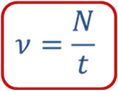 ν = N/t